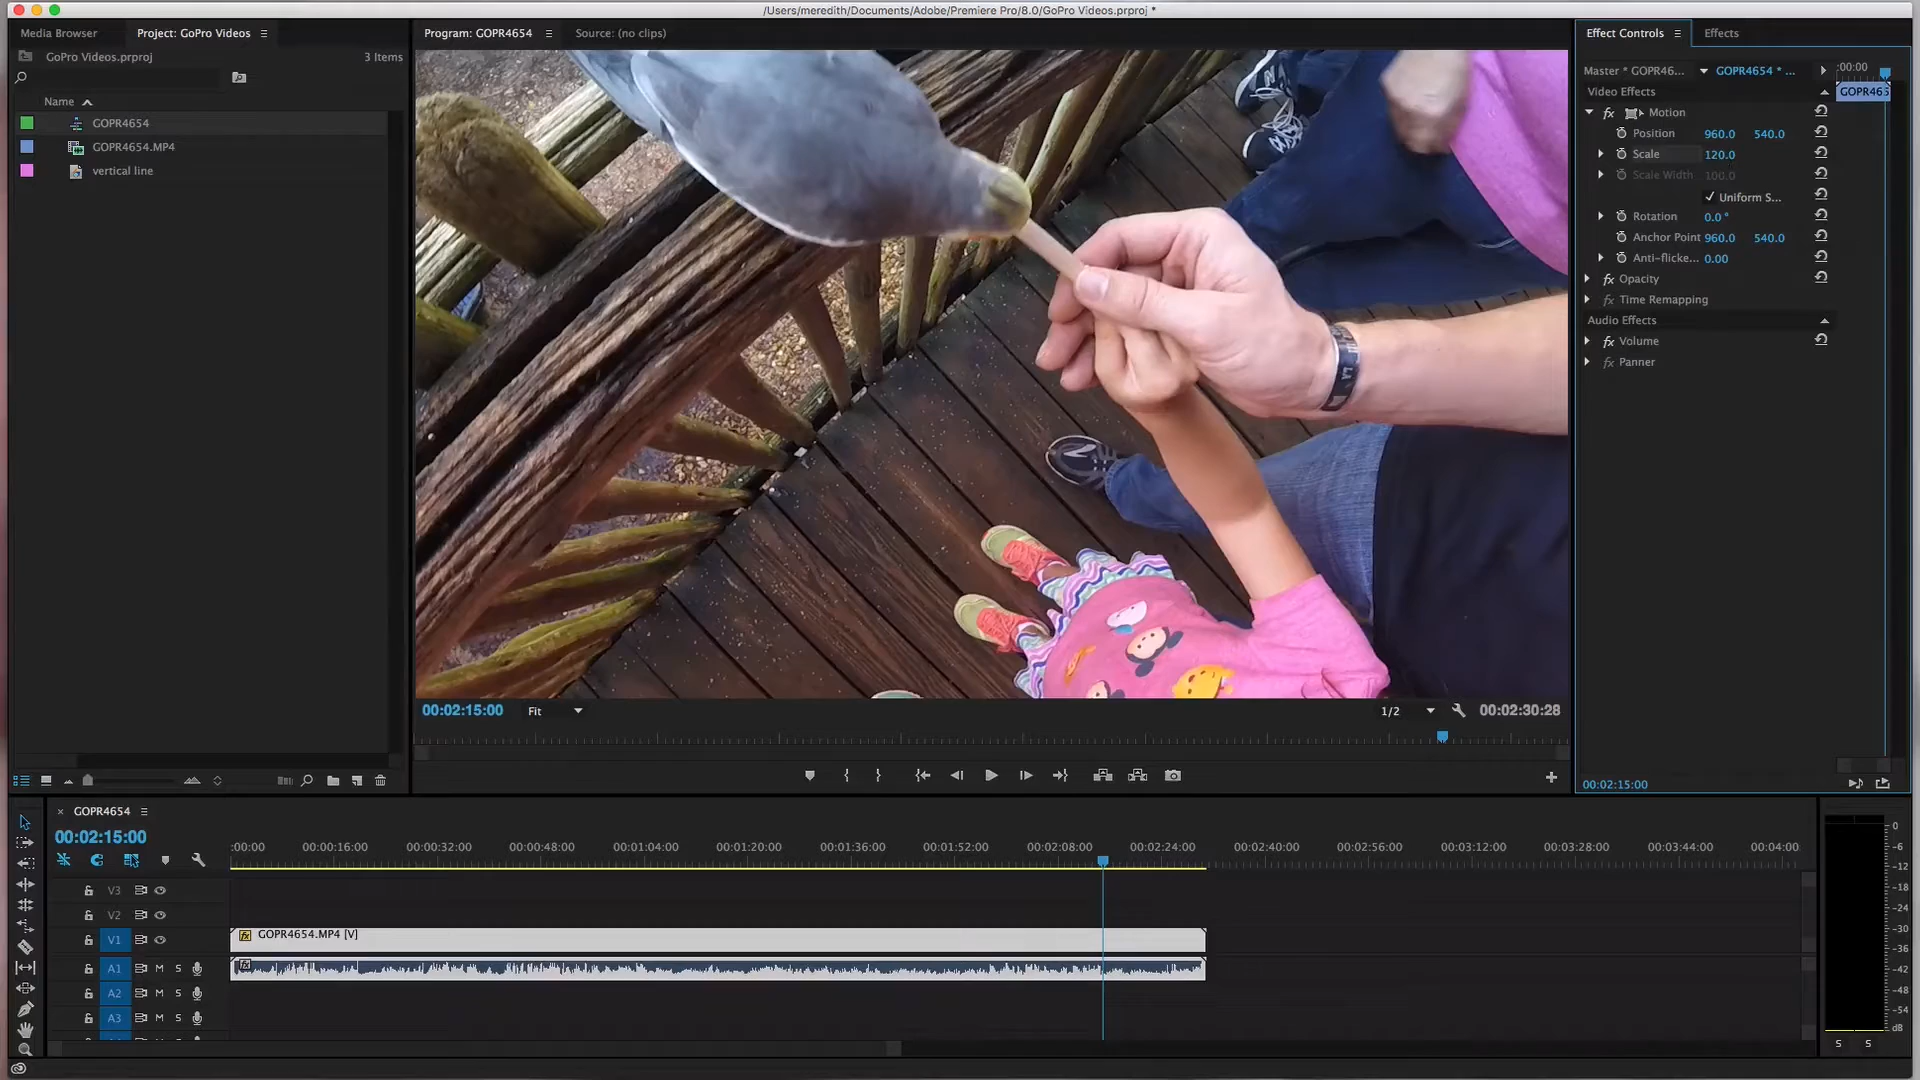 /Users/meredith/Documents/Adobe/Premiere Pro/8.0/GoPro Videos.prproj *
Media Browser
Project: GoPro Videos
GoPro Videos.prproj
3 Items
Name
GOPR4654
GOPR4654.MP4
vertical line
Program: GOPR4654
Source: (no clips)
LA
00:02:15:00
Fit
1/2
00:02:30:28
Effect Controls
Effects
Master * GOPR46...
GOPR4654 * ...
:00:00
Video Effects
GOPR465
fx Motion
Position 960.0 540.0
Scale 120.0
Scale Width 100.0
Uniform S...
Rotation 0.0 °
Anchor Point 960.0 540.0
Anti-flicke... 0.00
fx Opacity
fx Time Remapping
Audio Effects
fx Volume
fx Panner
00:02:15:00
× GOPR4654
00:02:15:00
:00:00 00:00:16:00 00:00:32:00 00:00:48:00 00:01:04:00 00:01:20:00 00:01:36:00 00:01:52:00 00:02:08:00 00:02:24:00 00:02:40:00 00:02:56:00 00:03:12:00 00:03:28:00 00:03:44:00 00:04:00
V3
V2
V1
fx GOPR4654.MP4 [V]
A1 M S
fx
A2 M S
A3 M S
0
-6
-12
-18
-24
-30
-36
-42
-48
-54
dB
S S